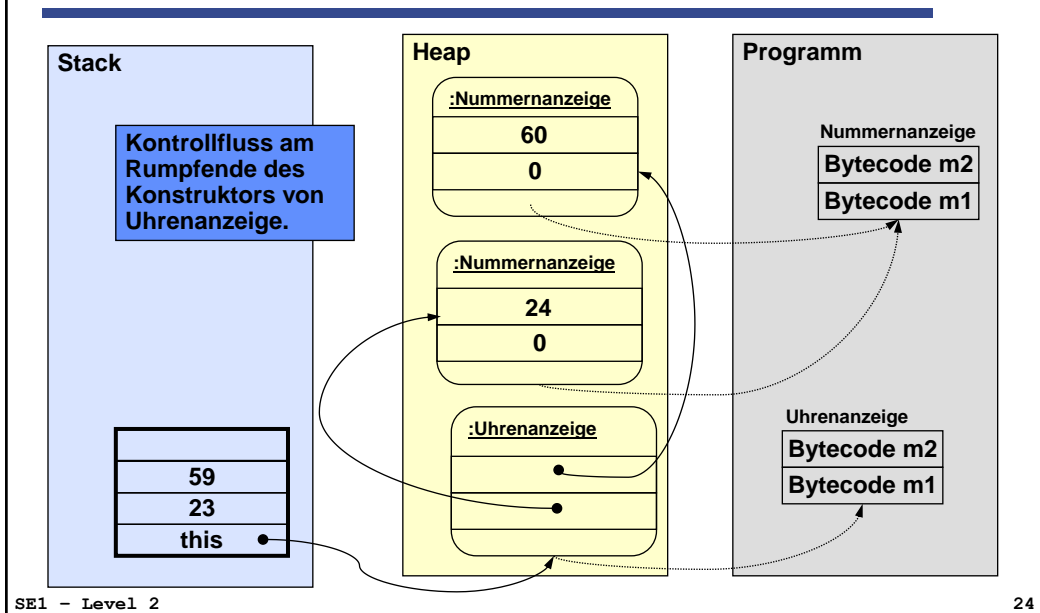 Stack
Kontrollfluss am
Rumpfende des
Konstruktors von
Uhrenanzeige.
59
23
this
Heap
:Nummernanzeige
60
0
:Nummernanzeige
24
0
:Uhrenanzeige
Programm
Nummernanzeige
Bytecode m2
Bytecode m1
Uhrenanzeige
Bytecode m2
Bytecode m1
SE1 – Level 2
24